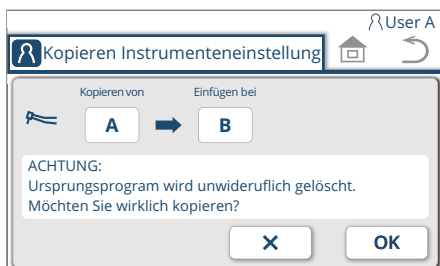 User A
Kopieren Instrumenteneinstellung
Kopieren von Einfügen bei
A B
ACHTUNG:
Ursprungsprogram wird unwideruflich gelöscht.
Möchten Sie wirklich kopieren?
OK